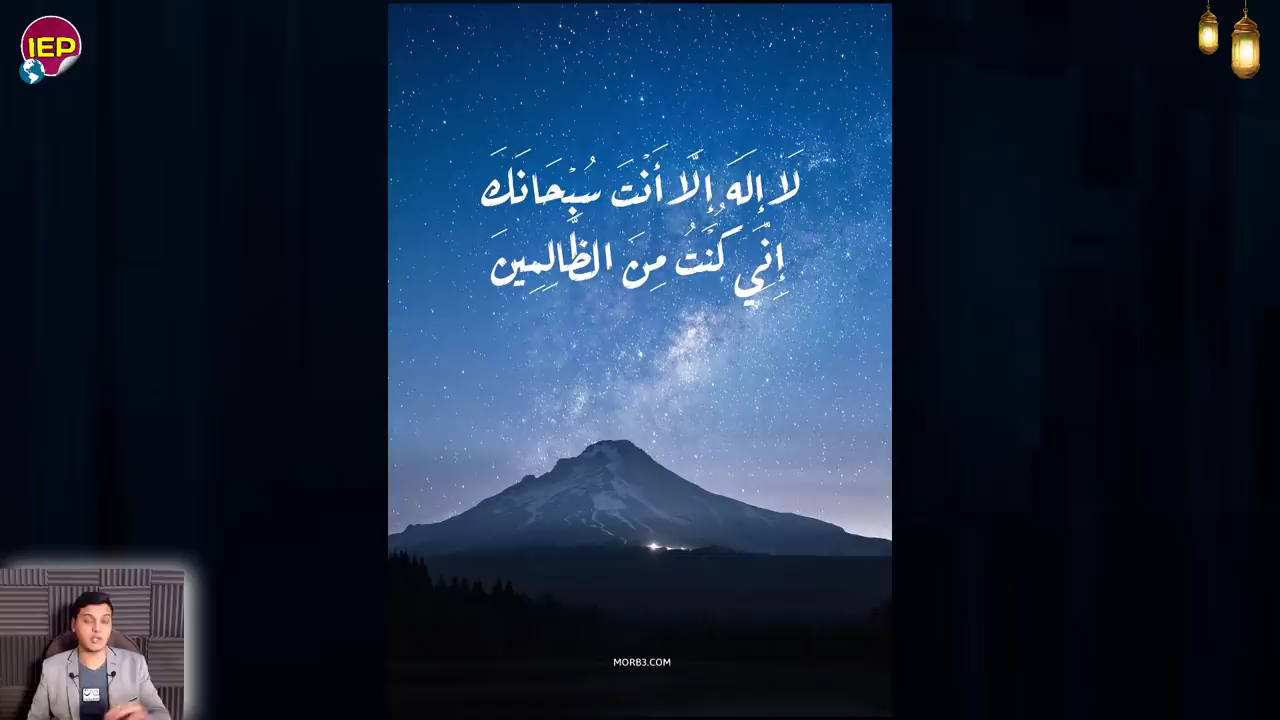 IEP
لَا إِلَهَ إِلَّا أَنْتَ سُبْحَانَكَ
إِنِّي كُنْتُ مِنَ الظَّالِمِينَ
MORB3.COM